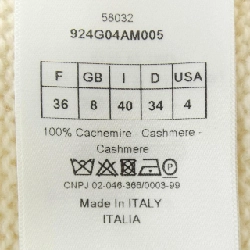 58032
924G04AM005
F GB I D USA
36 8 40 34 4
100% Cachemire - Cashmere -
Cashmere
CNPJ 02-046-366/0003-99
Made In ITALY
ITALIA